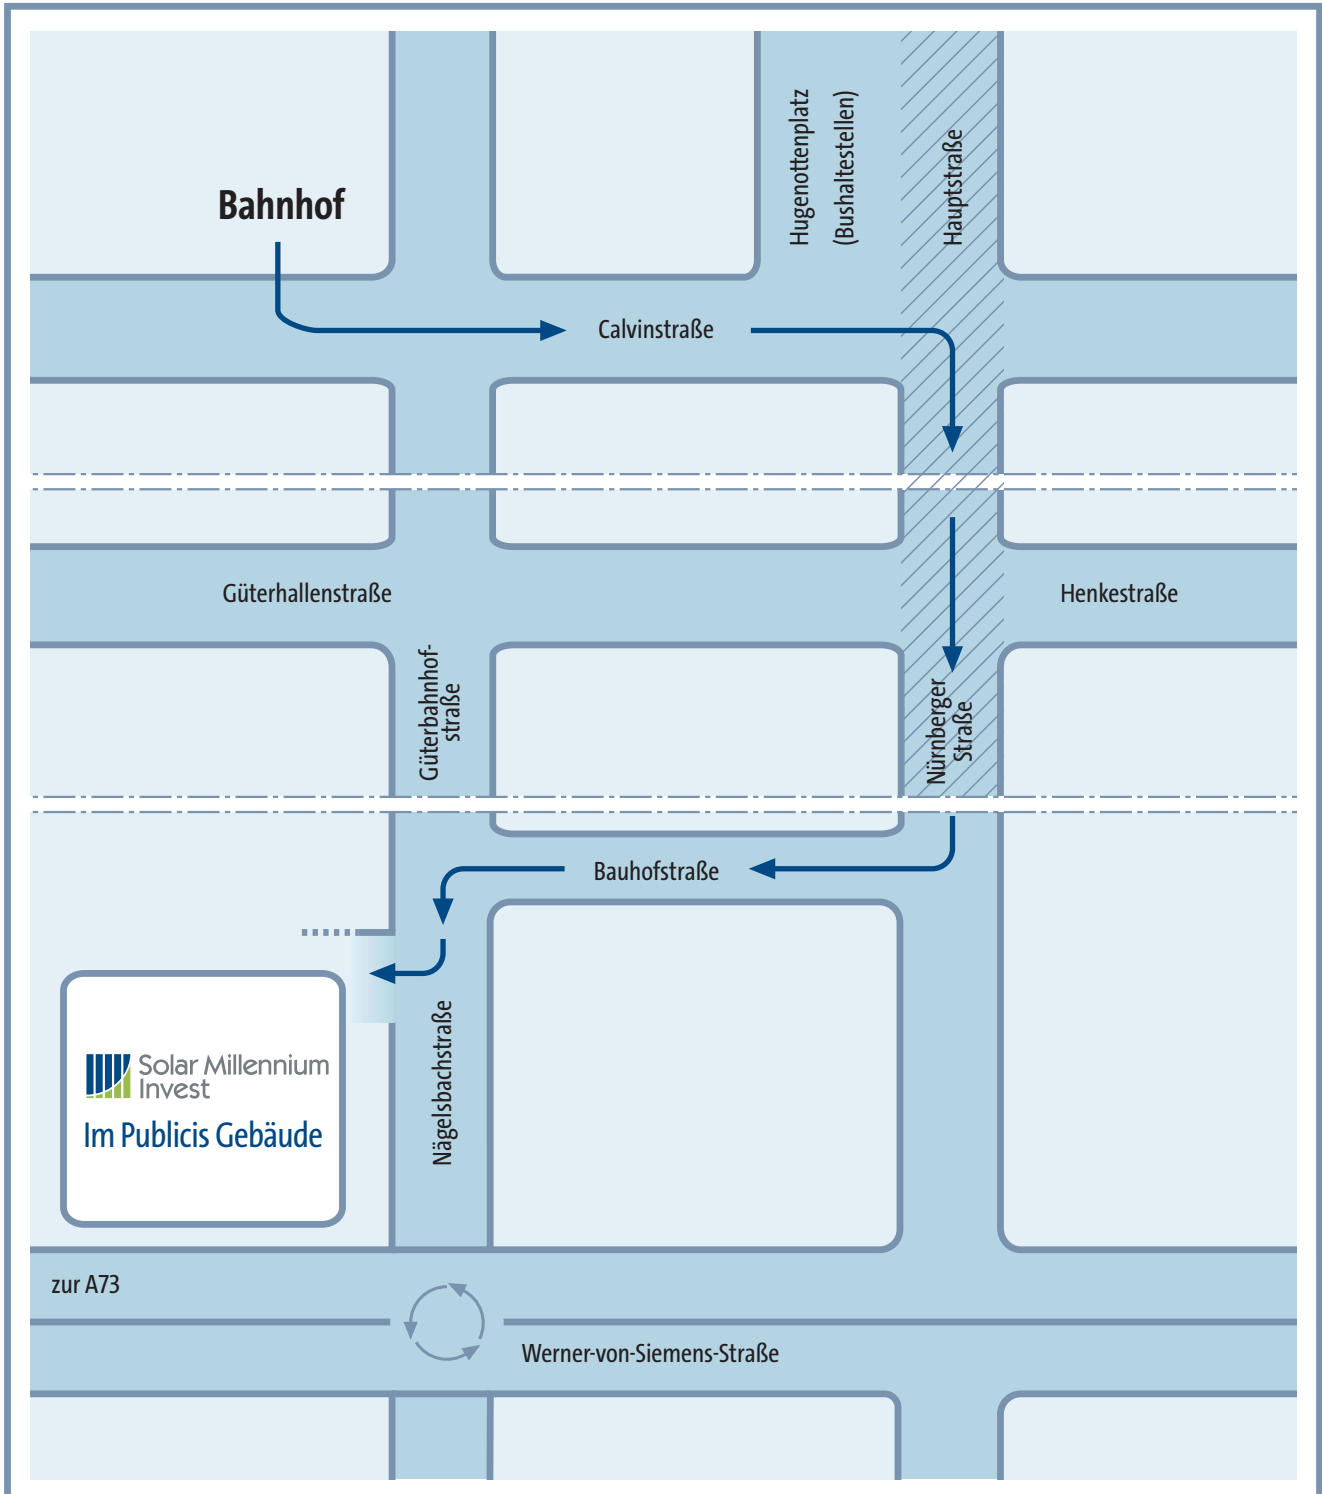 Hugenottenplatz
(Bushaltestellen)
Hauptstraße
Bahnhof
Calvinstraße
Güterhallenstraße
Henkestraße
Güterbahnhof-
straße
Nürnberger
Straße
Bauhofstraße
Nägelsbachstraße
Solar Millennium
Invest
Im Publicis Gebäude
zur A73
Werner-von-Siemens-Straße